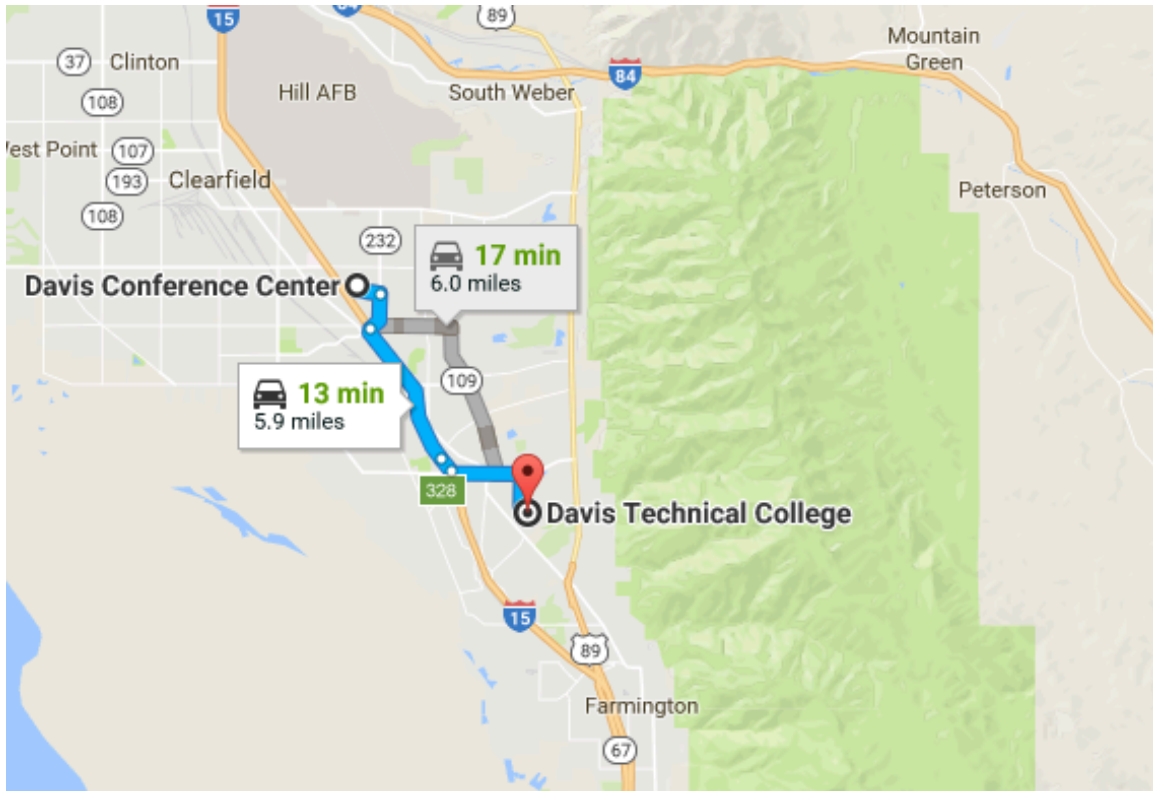 15
84
89
Mountain
Green
37
Clinton
84
Hill AFB
South Weber
108
West Point
107
193
Clearfield
Peterson
108
232
17 min
6.0 miles
Davis Conference Center
109
13 min
5.9 miles
328
Davis Technical College
15
89
Farmington
67